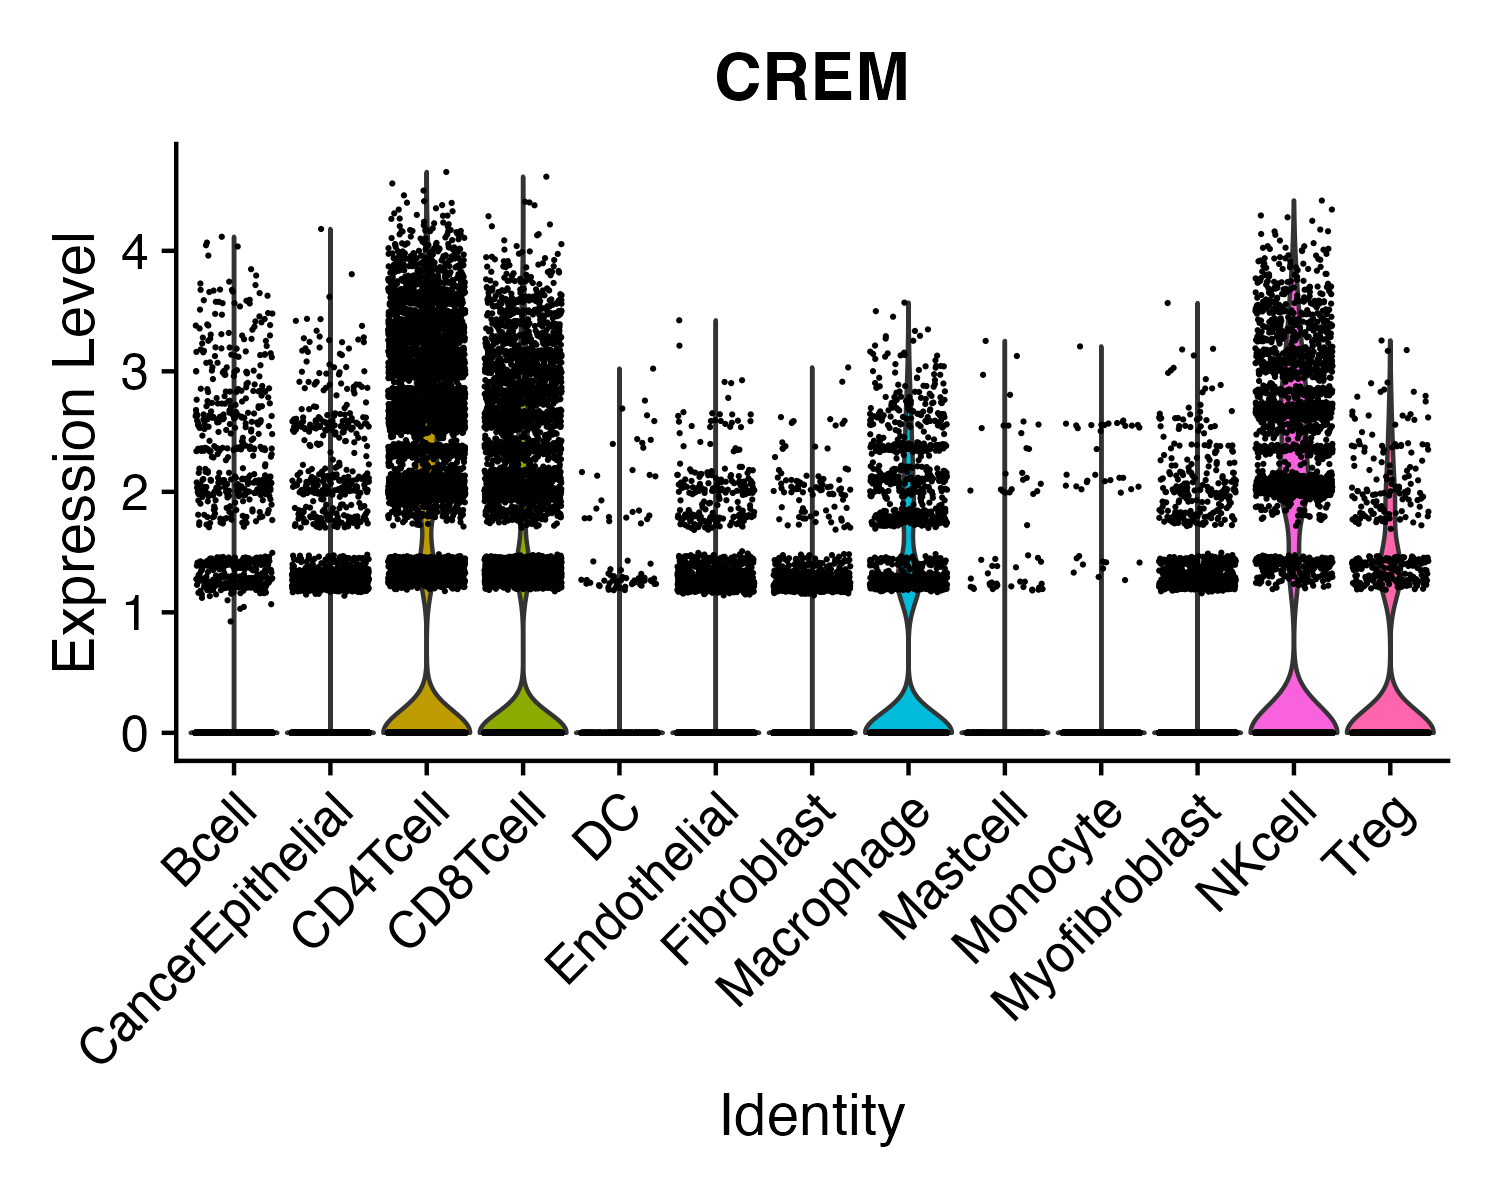 CREM
Expression Level
4
3
2
1
0
Bcell
CancerEpithelial
CD4Tcell
CD8Tcell
DC
Endothelial
Fibroblast
Macrophage
Mastcell
Monocyte
Myofibroblast
NKcell
Treg
Identity